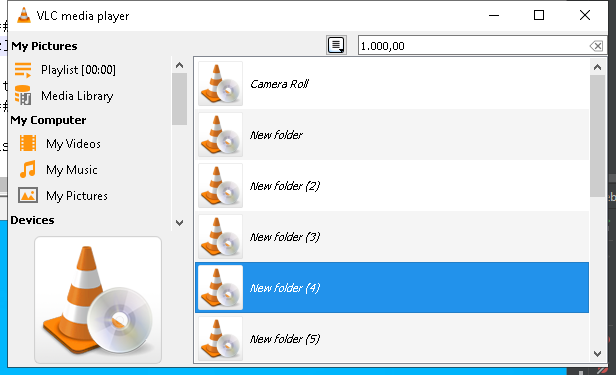 VLC media player
My Pictures
1.000,00
Playlist [00:00]
Media Library
My Computer
My Videos
My Music
My Pictures
Devices
Camera Roll
New folder
New folder (2)
New folder (3)
New folder (4)
New folder (5)